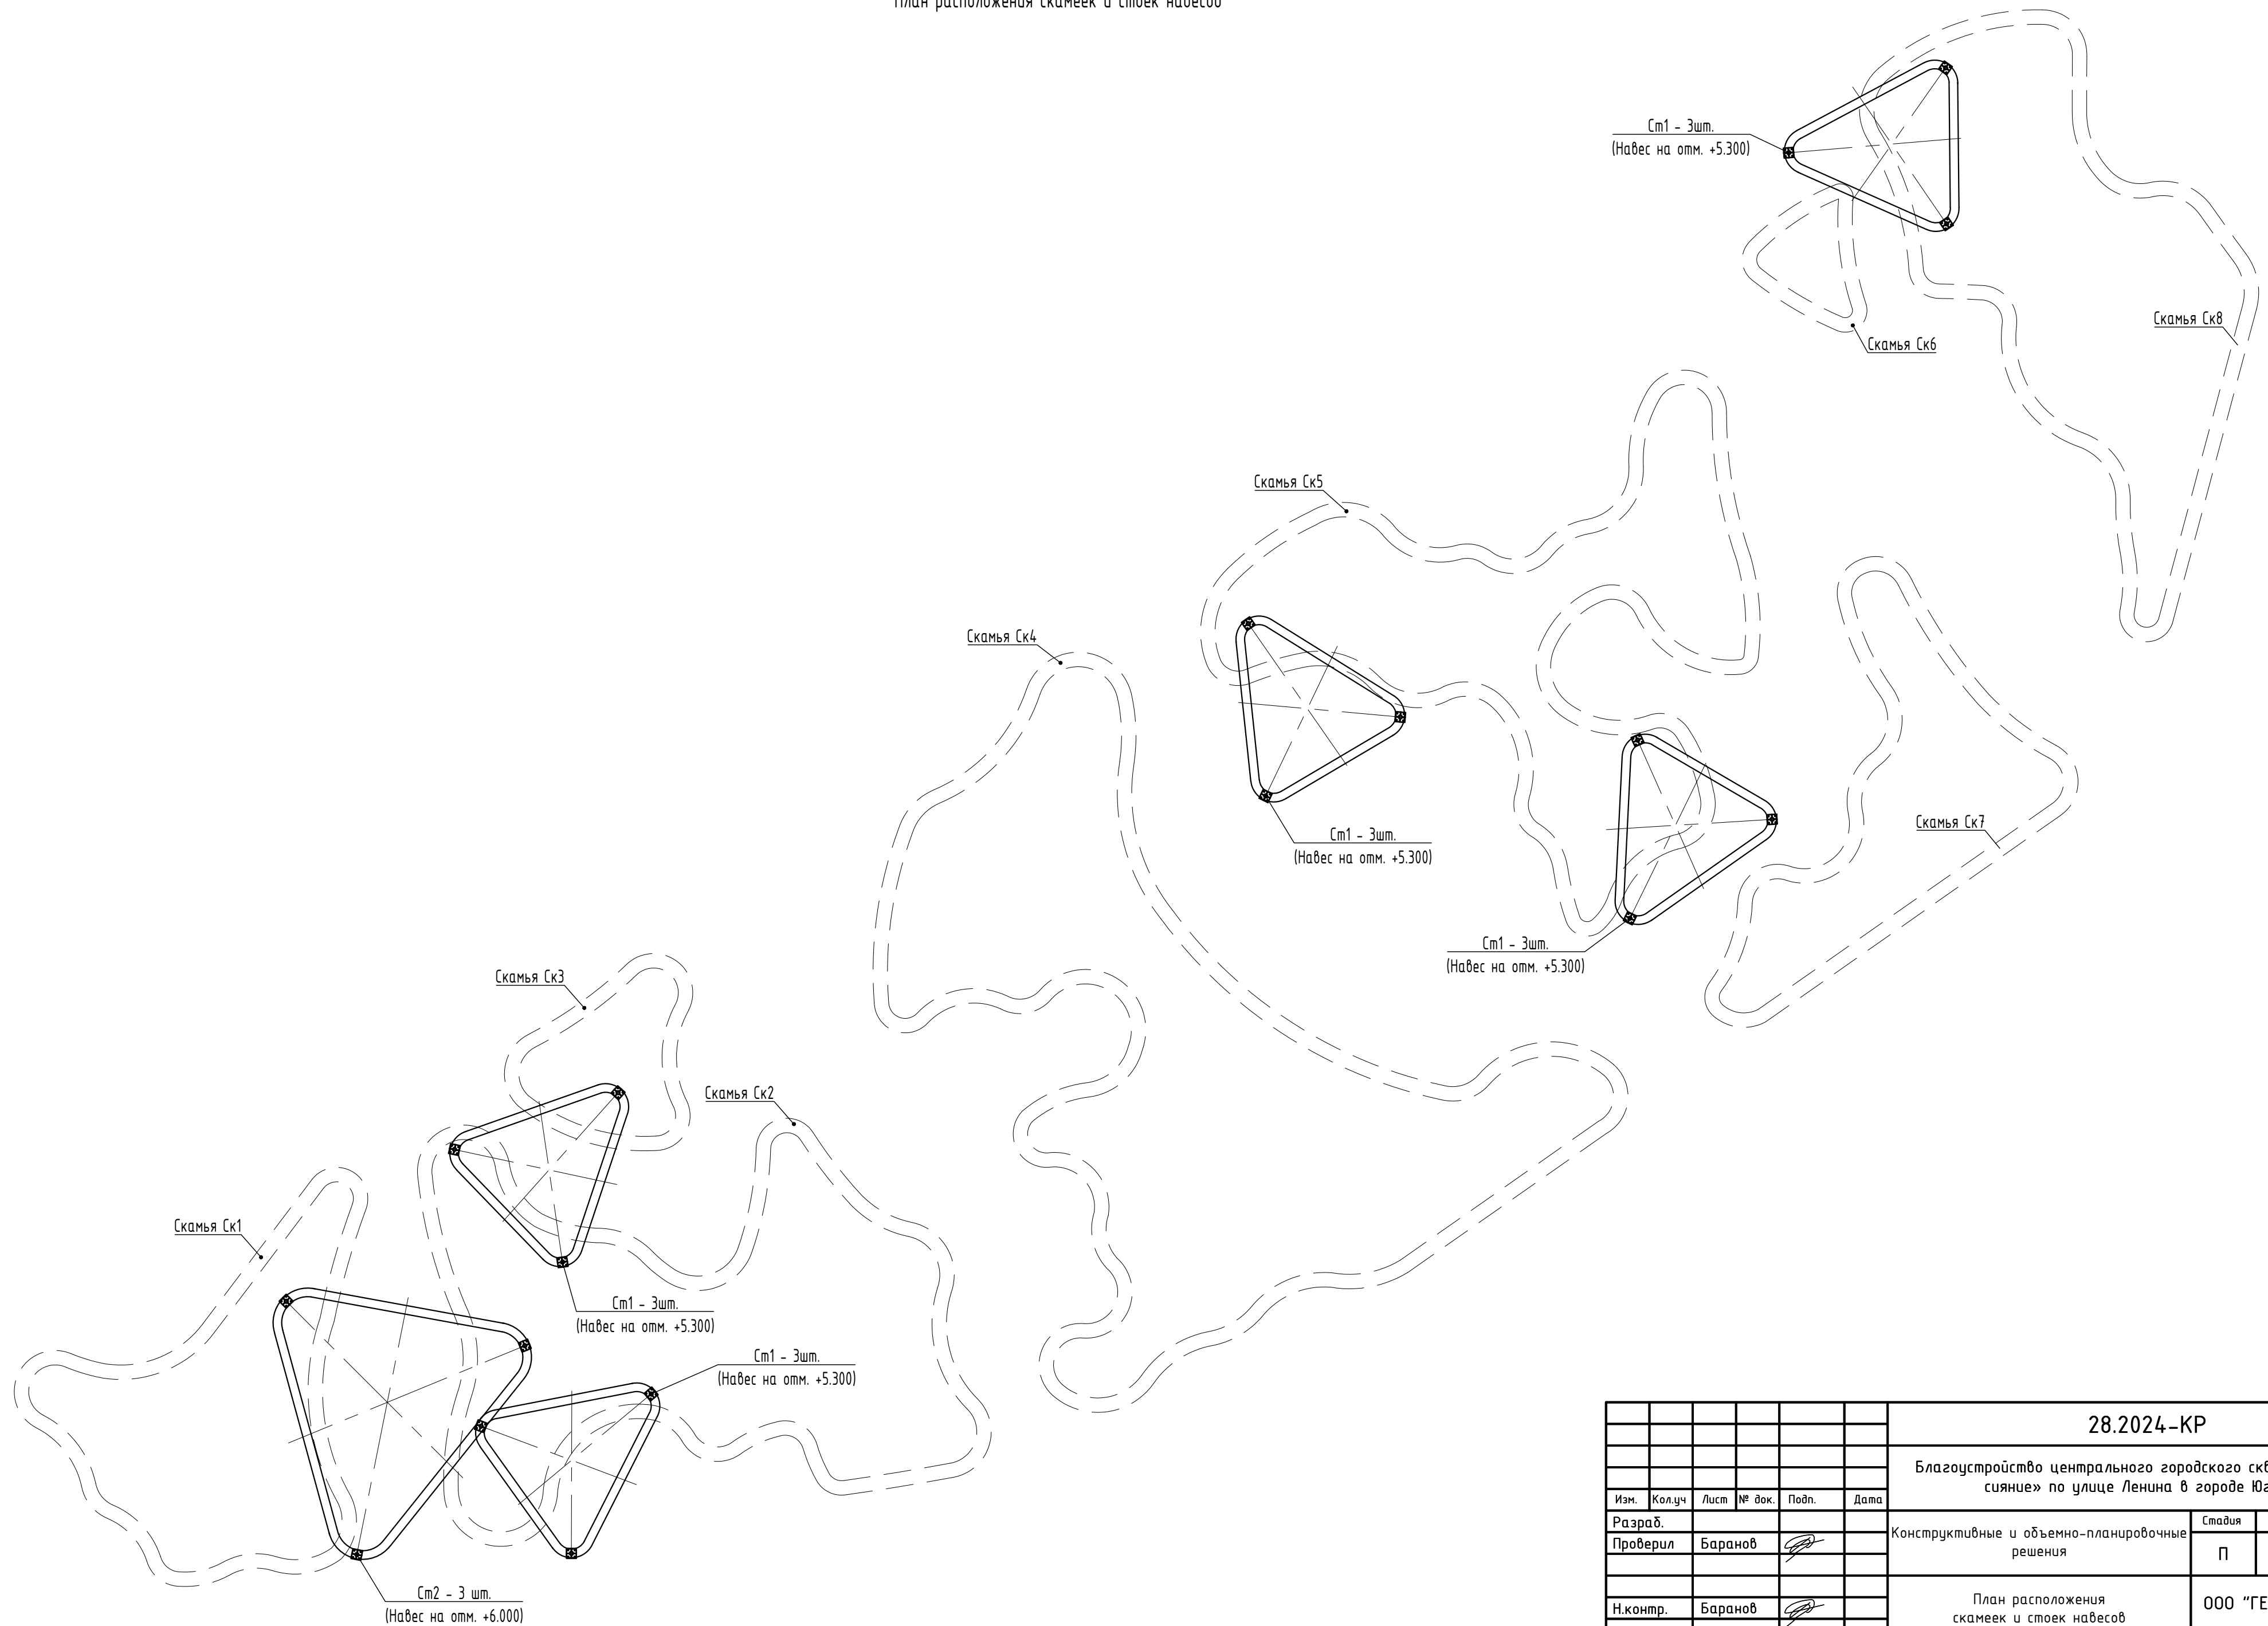 План расположения скамеек и стоек навесов
Ст1 - 3шт.
(Навес на отм. +5.300)
Скамья Ск8
Скамья Ск6
Скамья Ск5
Скамья Ск4
Скамья Ск7
Ст1 - 3шт.
(Навес на отм. +5.300)
Ст1 - 3шт.
(Навес на отм. +5.300)
Скамья Ск3
Скамья Ск2
Скамья Ск1
Ст1 - 3шт.
(Навес на отм. +5.300)
Ст1 - 3шт.
(Навес на отм. +5.300)
Ст2 - 3 шт.
(Навес на отм. +6.000)
28.2024-КР
Благоустройство центрального городского
сияние» по улице Ленина в городе
Изм. Кол.уч Лист № док. Подп. Дата
Разраб.
Проверил Баранов
Конструктивные и объемно-планировочные
решения
Стадия
П
Н.контр. Баранов
План расположения
скамеек и стоек навесов
ООО "ГЕ